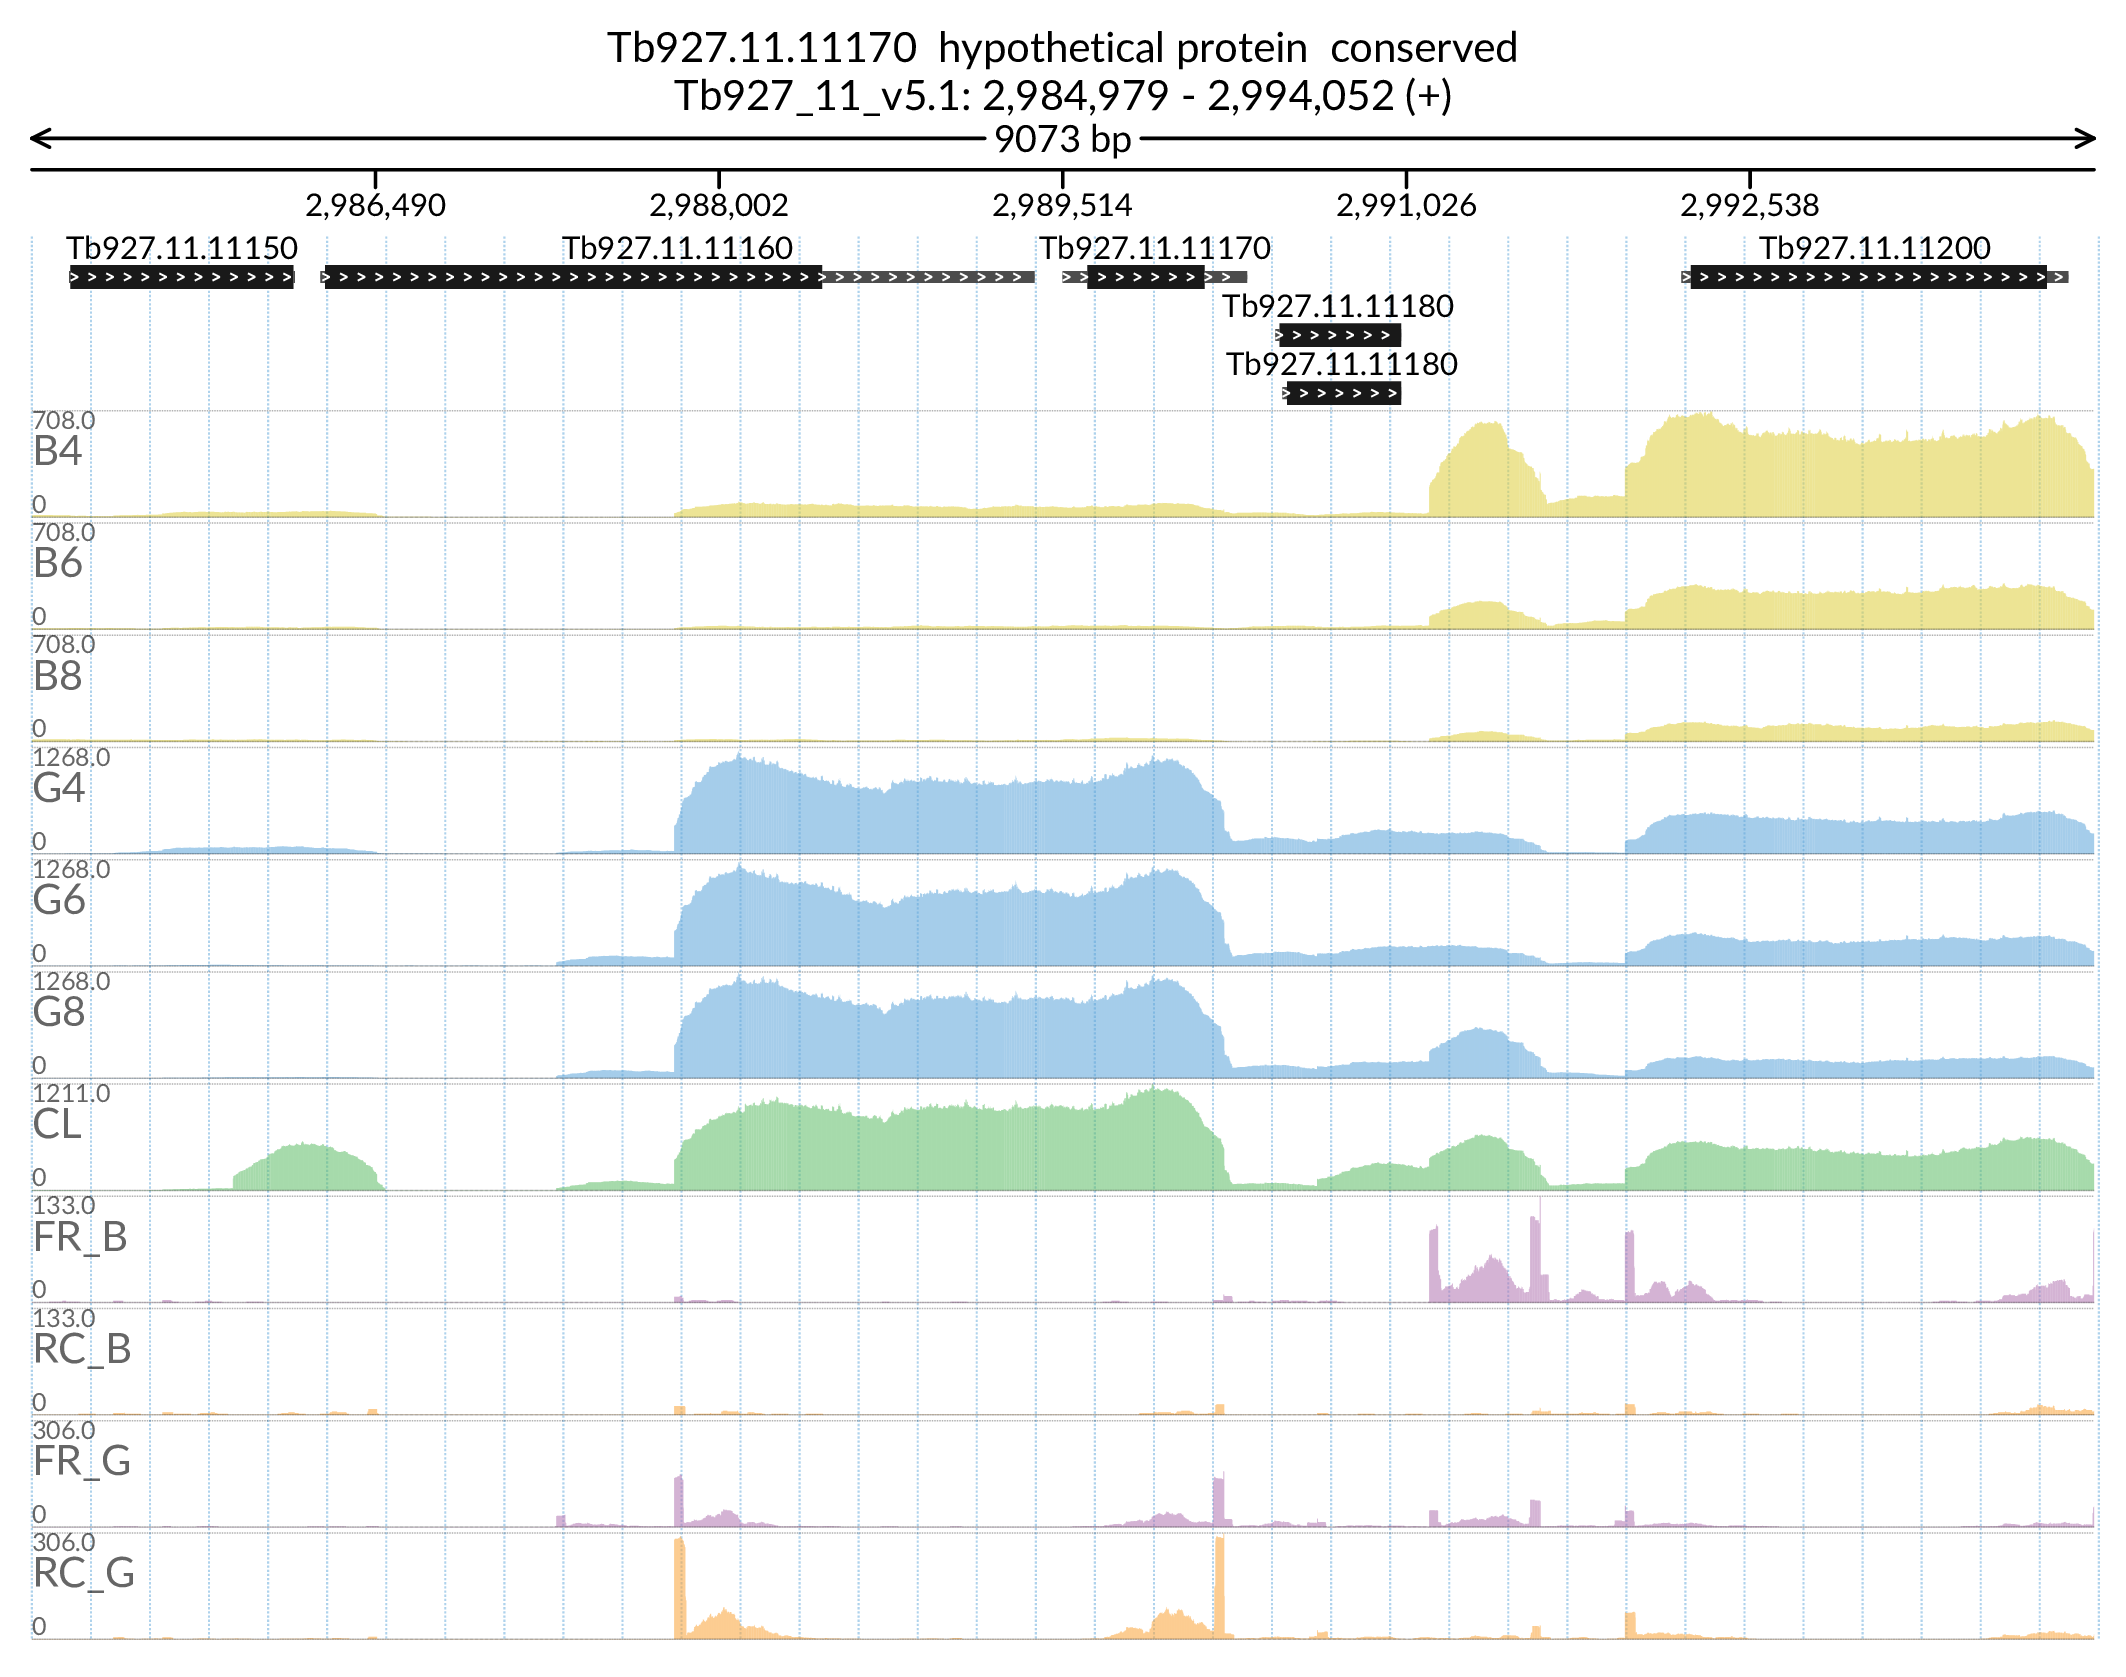 Tb927.11.11170 hypothetical protein conserved
Tb927_11_v5.1: 2,984,979 - 2,994,052 (+)
9073 bp
2,986,490 2,988,002 2,989,514 2,991,026 2,992,538
Tb927.11.11150 Tb927.11.11160 Tb927.11.11170 Tb927.11.11200
Tb927.11.11180
Tb927.11.11180
708.0
B4
0
708.0
B6
0
708.0
B8
0
1268.0
G4
0
1268.0
G6
0
1268.0
G8
0
1211.0
CL
0
133.0
FR_B
0
133.0
RC_B
0
306.0
FR_G
0
306.0
RC_G
0